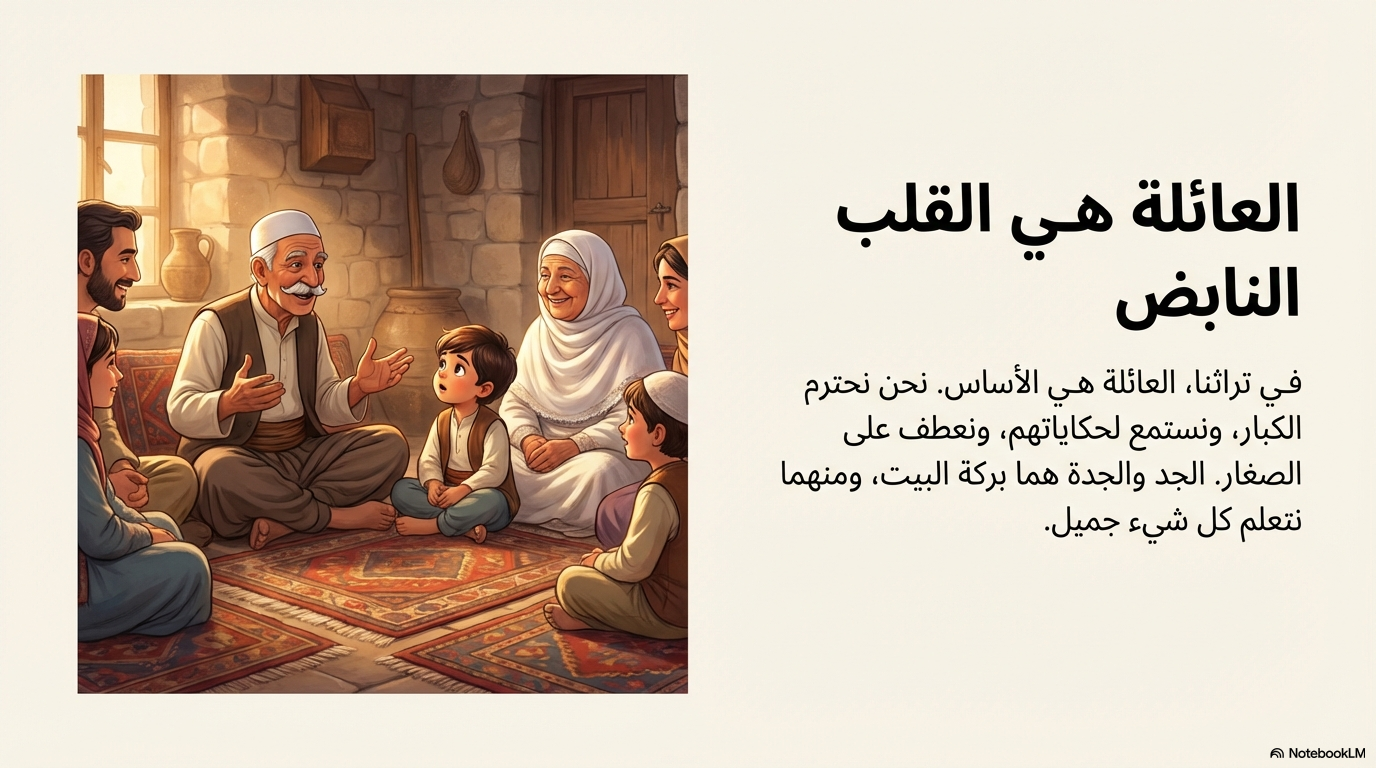 العائلة هي القلب
النابض
في تراثنا، العائلة هي الأساس. نحن نحترم
الكبار، ونستمع لحكاياتهم، ونعطف على
الصغار. الجد والجدة هما بركة البيت، ومنهما
نتعلم كل شيء جميل.
NotebookLM